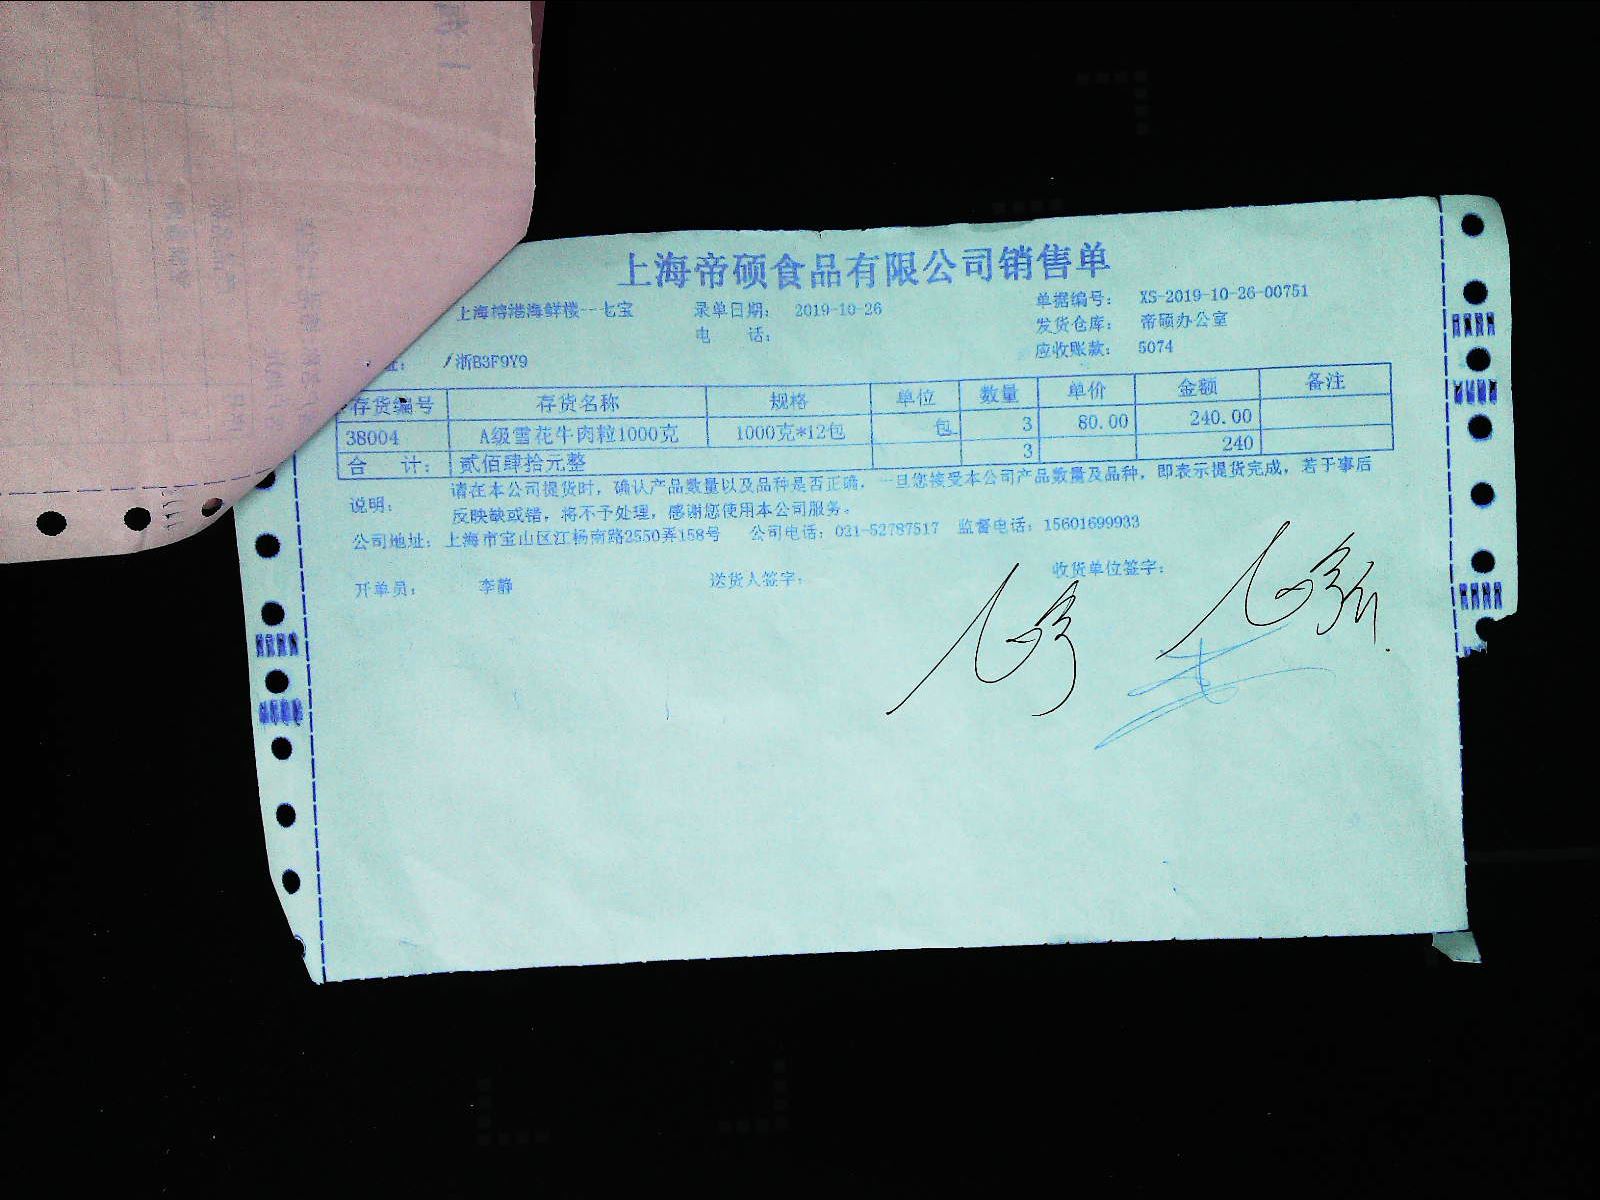 上海帝硕食品有限公司销售单
上海榕港海鲜楼--七宝 录单日期： 2019-10-26 单据编号： XS-2019-10-26-00751
电 话： 发货仓库： 帝硕办公室
址： /浙B3F9Y9 应收账款： 5074
存货编号 存货名称 规格 单位 数量 单价 金额 备注
38004 A级雪花牛肉粒1000克 1000克*12包 包 3 80.00 240.00
合 计： 贰佰肆拾元整 3 240
说明： 请在本公司提货时，确认产品数量以及品种是否正确，一旦您接受本公司产品数量及品种，即表示提货完成，若于事后
反映缺或错，将不予处理，感谢您使用本公司服务。
公司地址： 上海市宝山区江杨南路2550弄158号 公司电话：021-52787517 监督电话：15601699933
开单员： 李静 送货人签字： 收货单位签字：